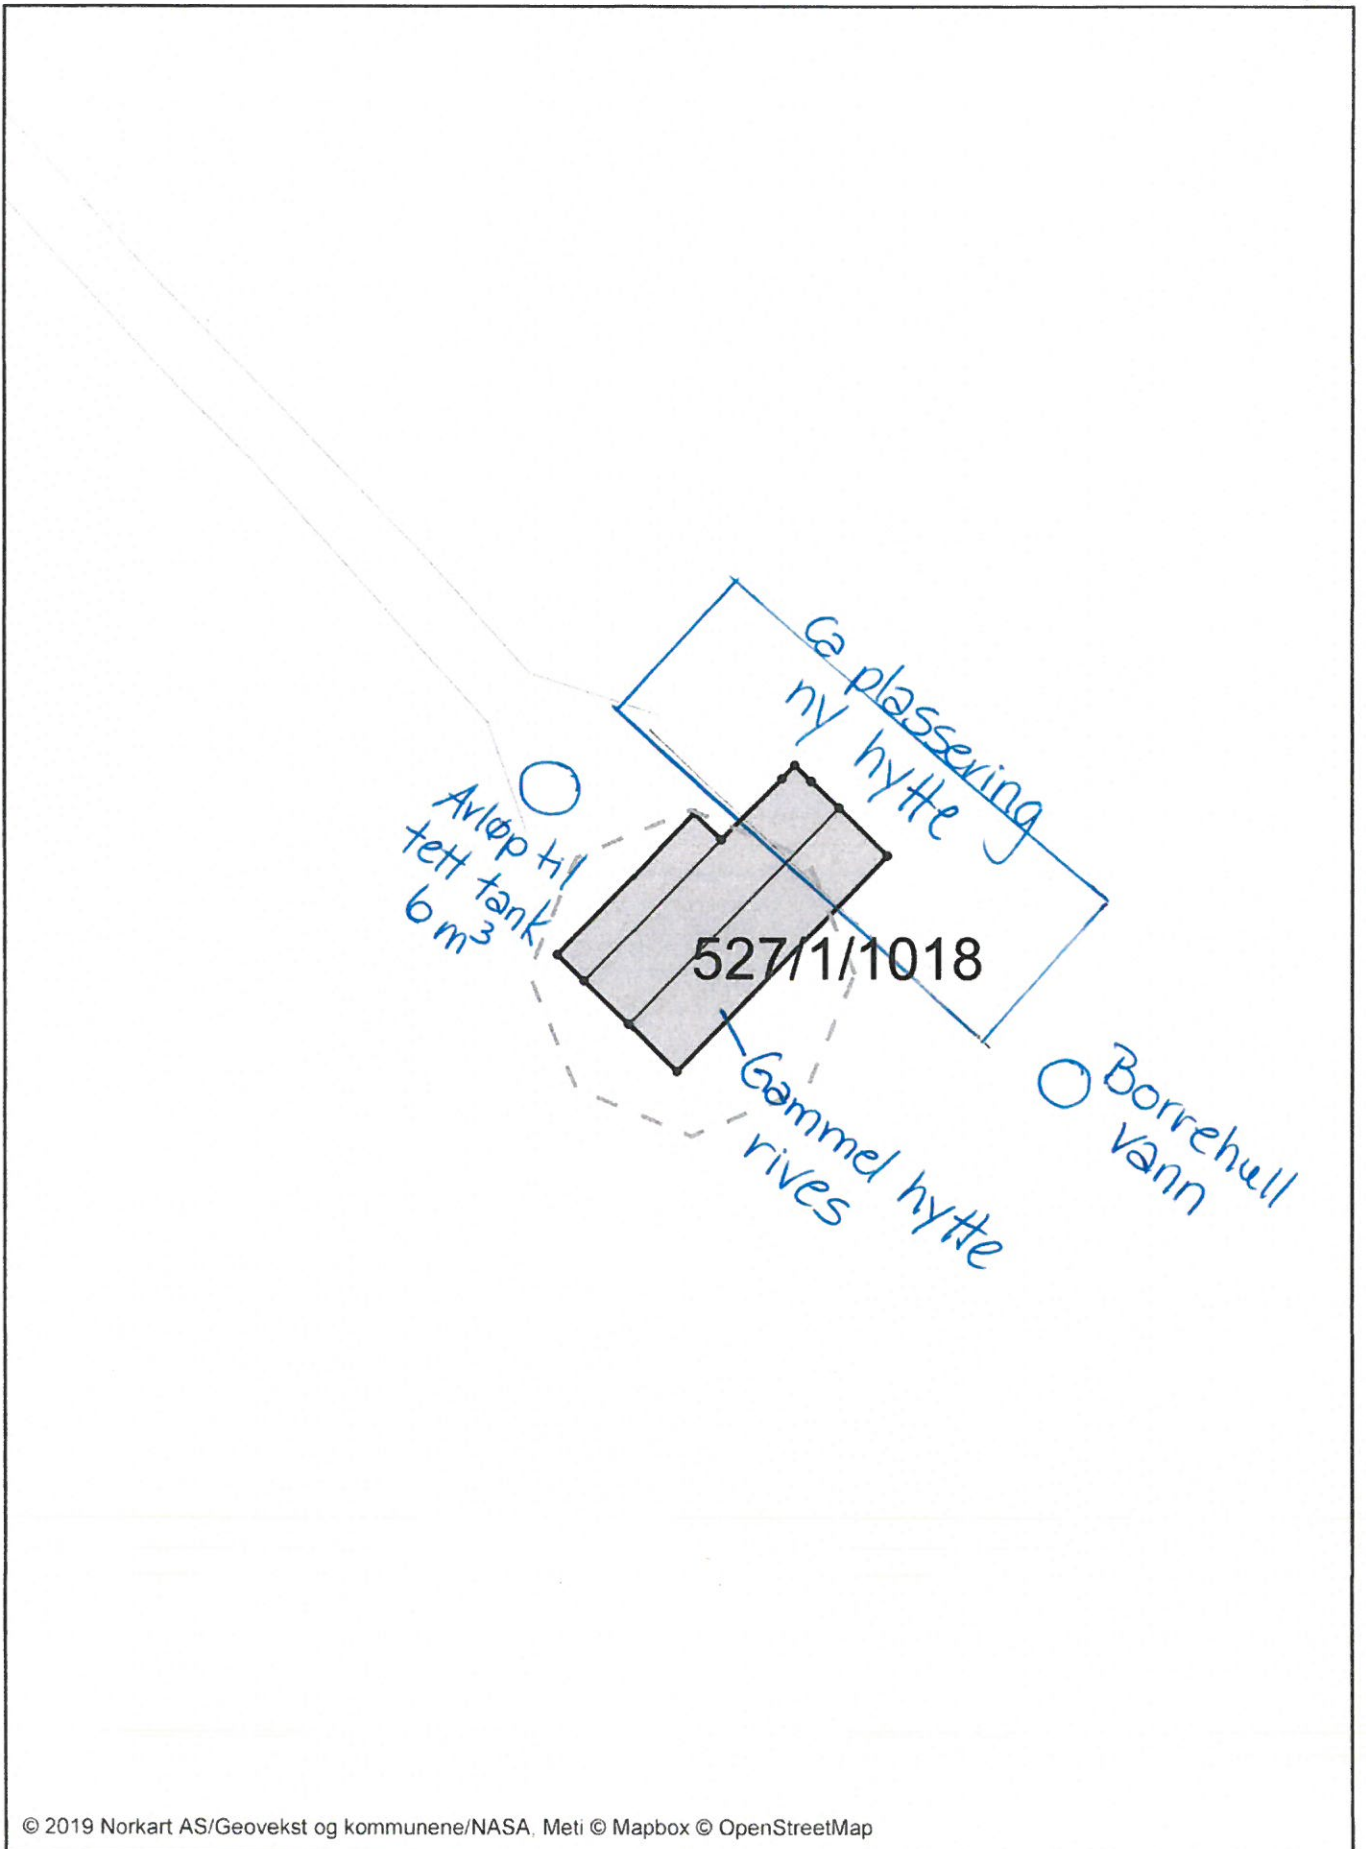 Ca plassering
ny hytte
Avløp til
tett tank
6 m³
527/1/1018
Gammel hytte
rives
Borrehull
vann
© 2019 Norkart AS/Geovekst og kommunene/NASA, Meti © Mapbox © OpenStreetMap